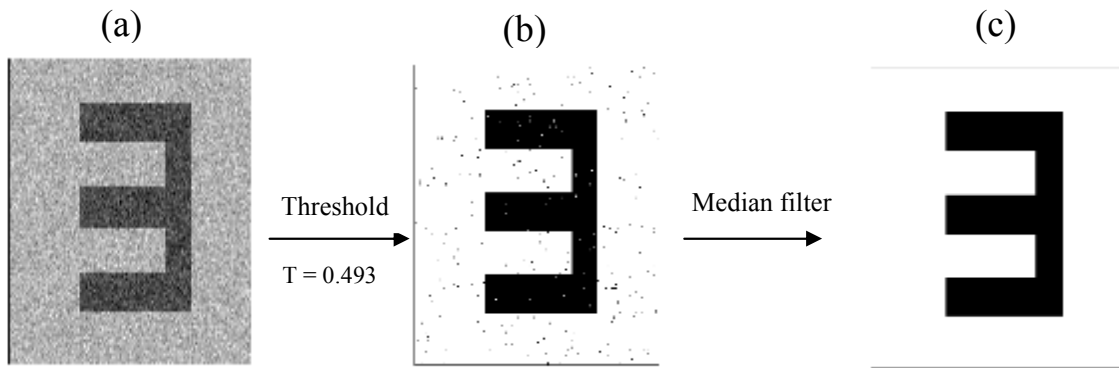 (a)
(b)
(c)
Threshold
T = 0.493
Median filter